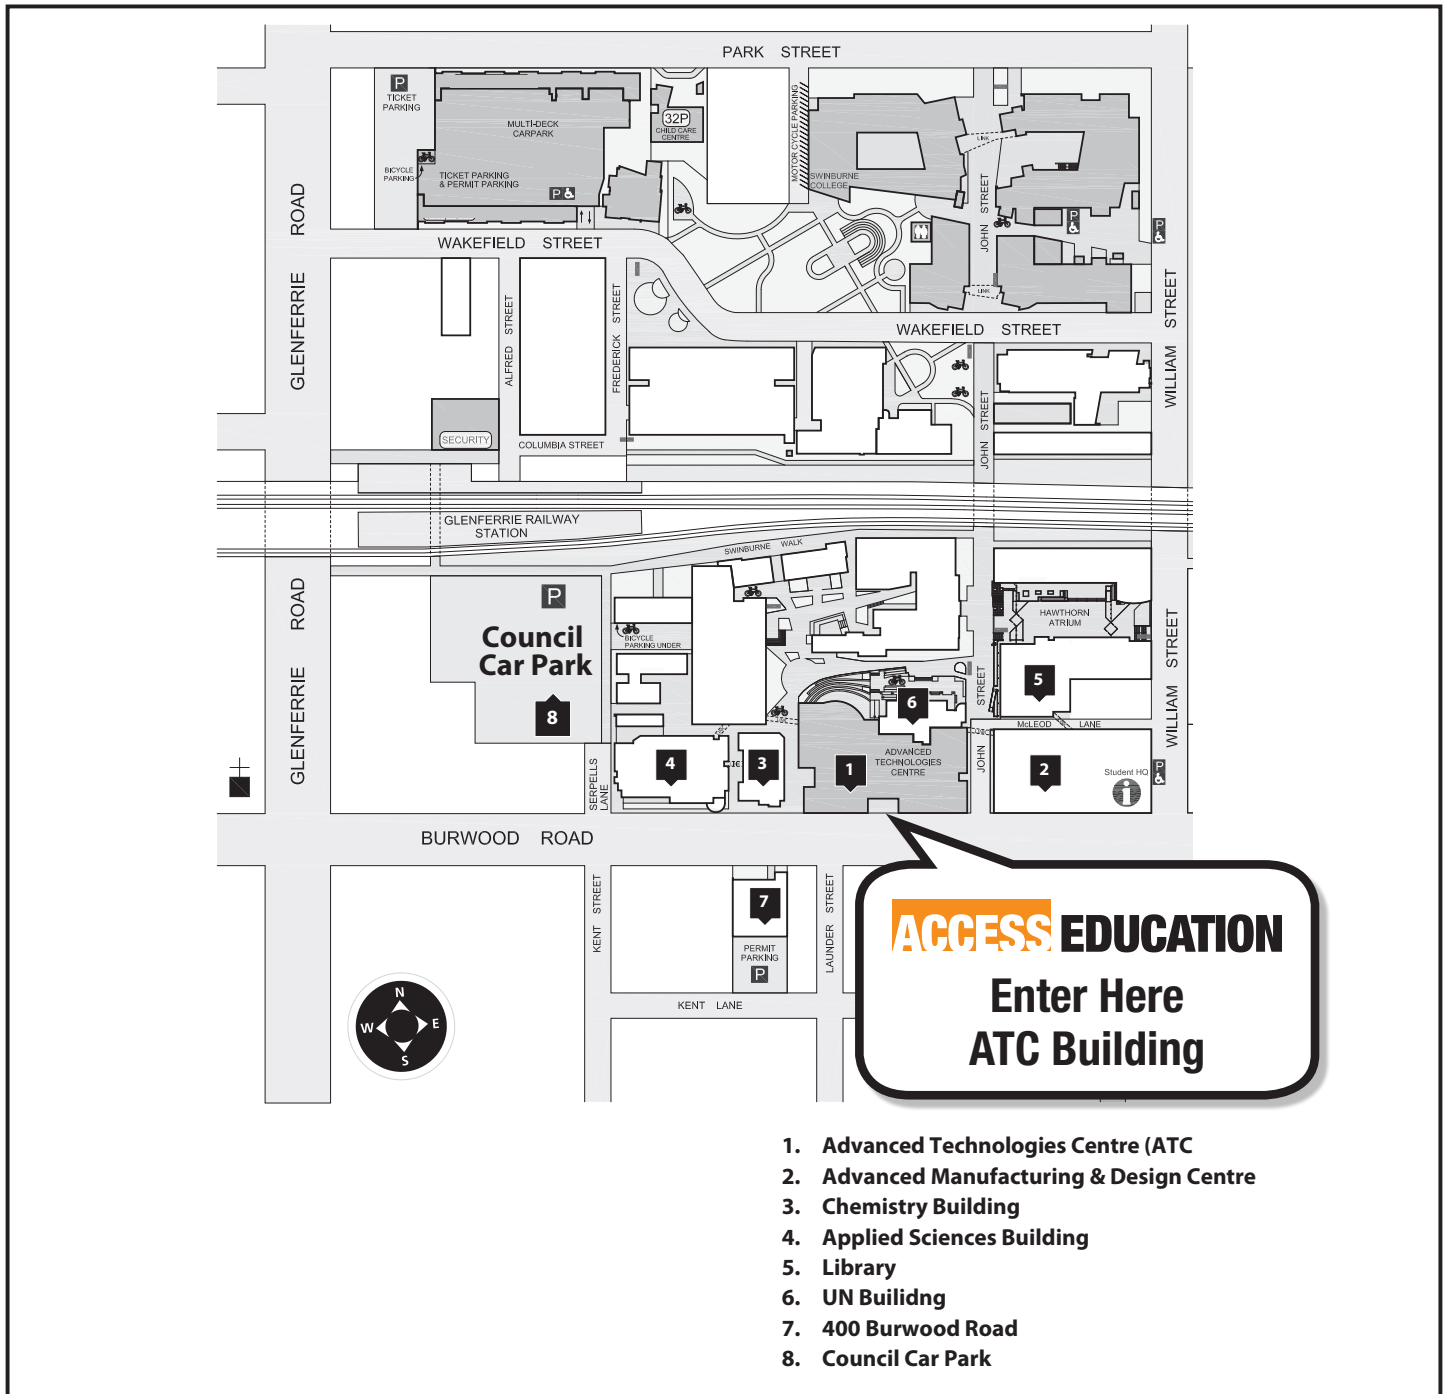 PARK STREET
P
TICKET
PARKING
MULTI-DECK
CARPARK
32P
CHILD CARE
CENTRE
MOTOR CYCLE PARKING
SWINBURNE
COLLEGE
LINK
JOHN STREET
BICYCLE
PARKING
TICKET PARKING
& PERMIT PARKING
P
P
P
GLENFERRIE ROAD
WAKEFIELD STREET
LINK
WAKEFIELD STREET
WILLIAM STREET
ALFRED STREET
FREDERICK STREET
JOHN STREET
SECURITY
COLUMBIA STREET
GLENFERRIE RAILWAY
STATION
SWINBURNE WALK
GLENFERRIE ROAD
P
Council
Car Park
8
BICYCLE
PARKING UNDER
HAWTHORN
ATRIUM
5
6
STREET
WILLIAM STREET
McLEOD LANE
4
3
1
ADVANCED
TECHNOLOGIES
CENTRE
JOHN
2
Student HQ
i
P
SERPELLS
LANE
BURWOOD ROAD
KENT STREET
7
PERMIT
PARKING
P
LAUNDER STREET
KENT LANE
N
W
E
S
ACCESS EDUCATION
Enter Here
ATC Building
1. Advanced Technologies Centre (ATC
2. Advanced Manufacturing & Design Centre
3. Chemistry Building
4. Applied Sciences Building
5. Library
6. UN Builidng
7. 400 Burwood Road
8. Council Car Park